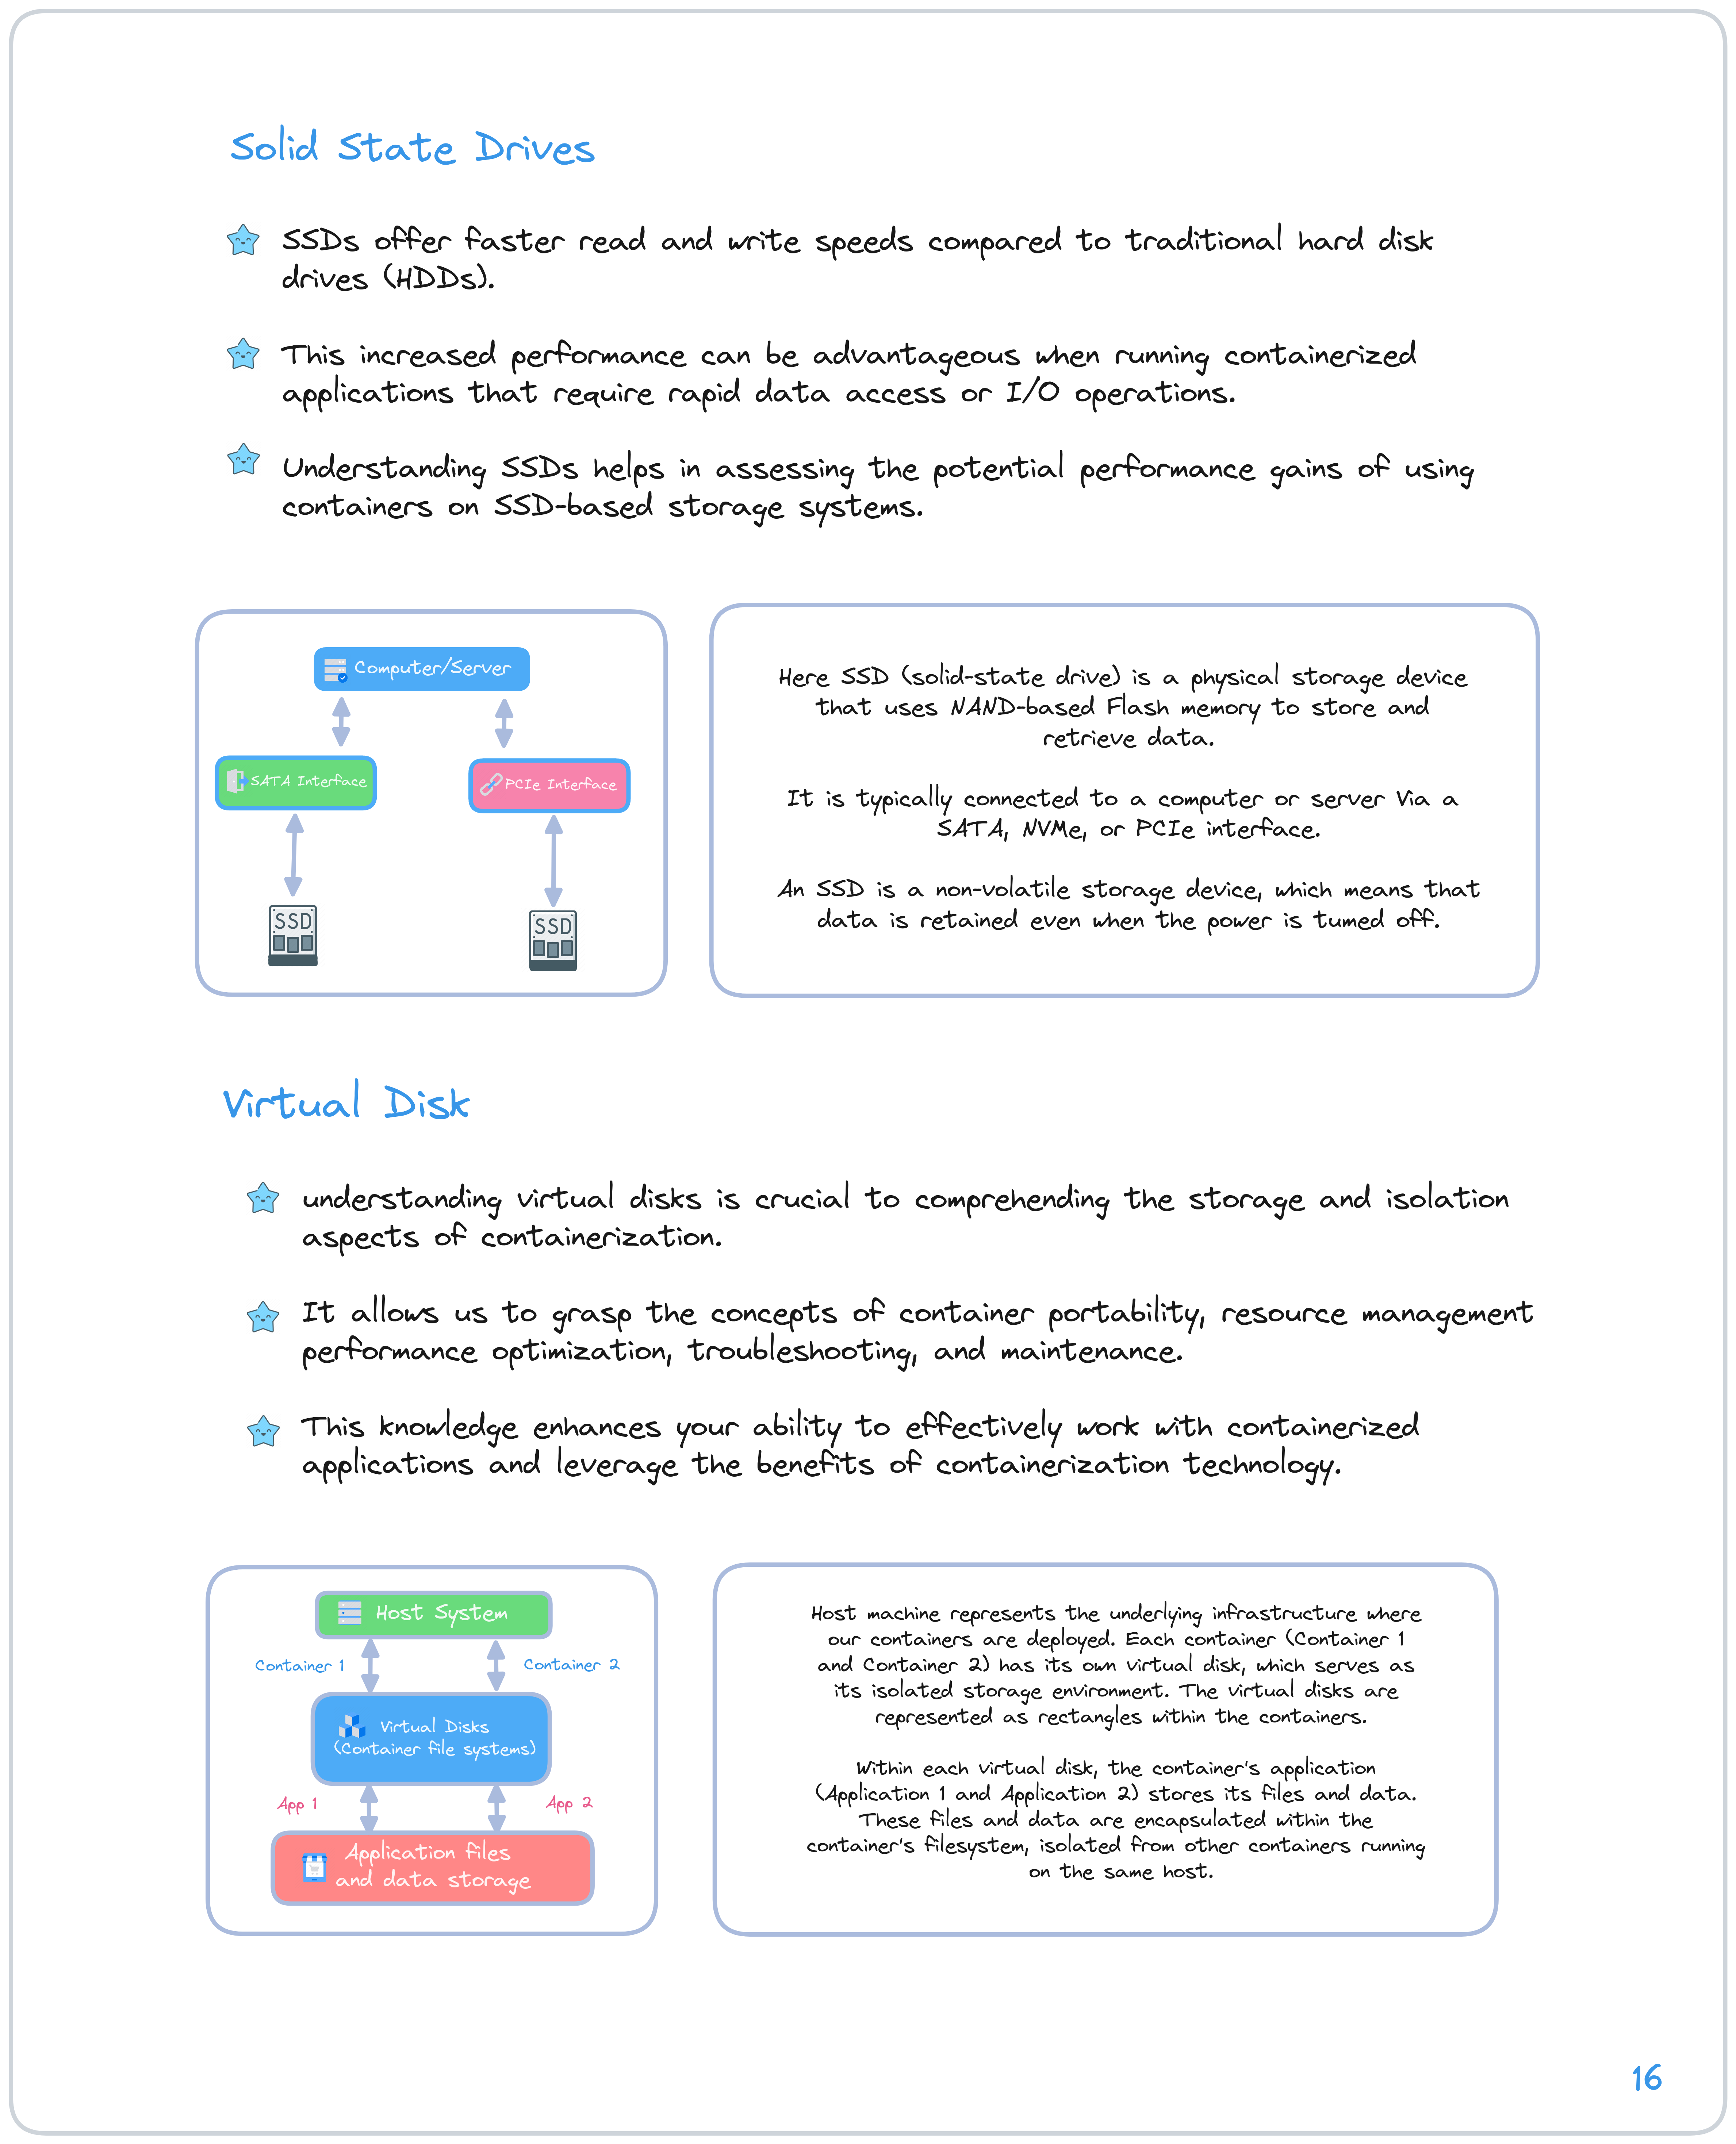 Solid State Drives
SSDs offer faster read and write speeds compared to traditional hard disk
drives (HDDs).
This increased performance can be advantageous when running containerized
applications that require rapid data access or I/O operations.
Understanding SSDs helps in assessing the potential performance gains of using
containers on SSD-based storage systems.
Computer/Server
SATA Interface
PCIe Interface
SSD
SSD
Here SSD (solid-state drive) is a physical storage device
that uses NAND-based Flash memory to store and
retrieve data.
It is typically connected to a computer or server Via a
SATA, NVMe, or PCIe interface.
An SSD is a non-volatile storage device, which means that
data is retained even when the power is tumed off.
Virtual Disk
understanding virtual disks is crucial to comprehending the storage and isolation
aspects of containerization.
It allows us to grasp the concepts of container portability, resource management
performance optimization, troubleshooting, and maintenance.
This knowledge enhances your ability to effectively work with containerized
applications and leverage the benefits of containerization technology.
Host System
Container 1
Container 2
Virtual Disks
(Container file systems)
App 1
App 2
Application files
and data storage
Host machine represents the underlying infrastructure where
our containers are deployed. Each container (Container 1
and Container 2) has its own virtual disk, which serves as
its isolated storage environment. The virtual disks are
represented as rectangles within the containers.
Within each virtual disk, the container's application
(Application 1 and Application 2) stores its files and data.
These files and data are encapsulated within the
container's filesystem, isolated from other containers running
on the same host.
16